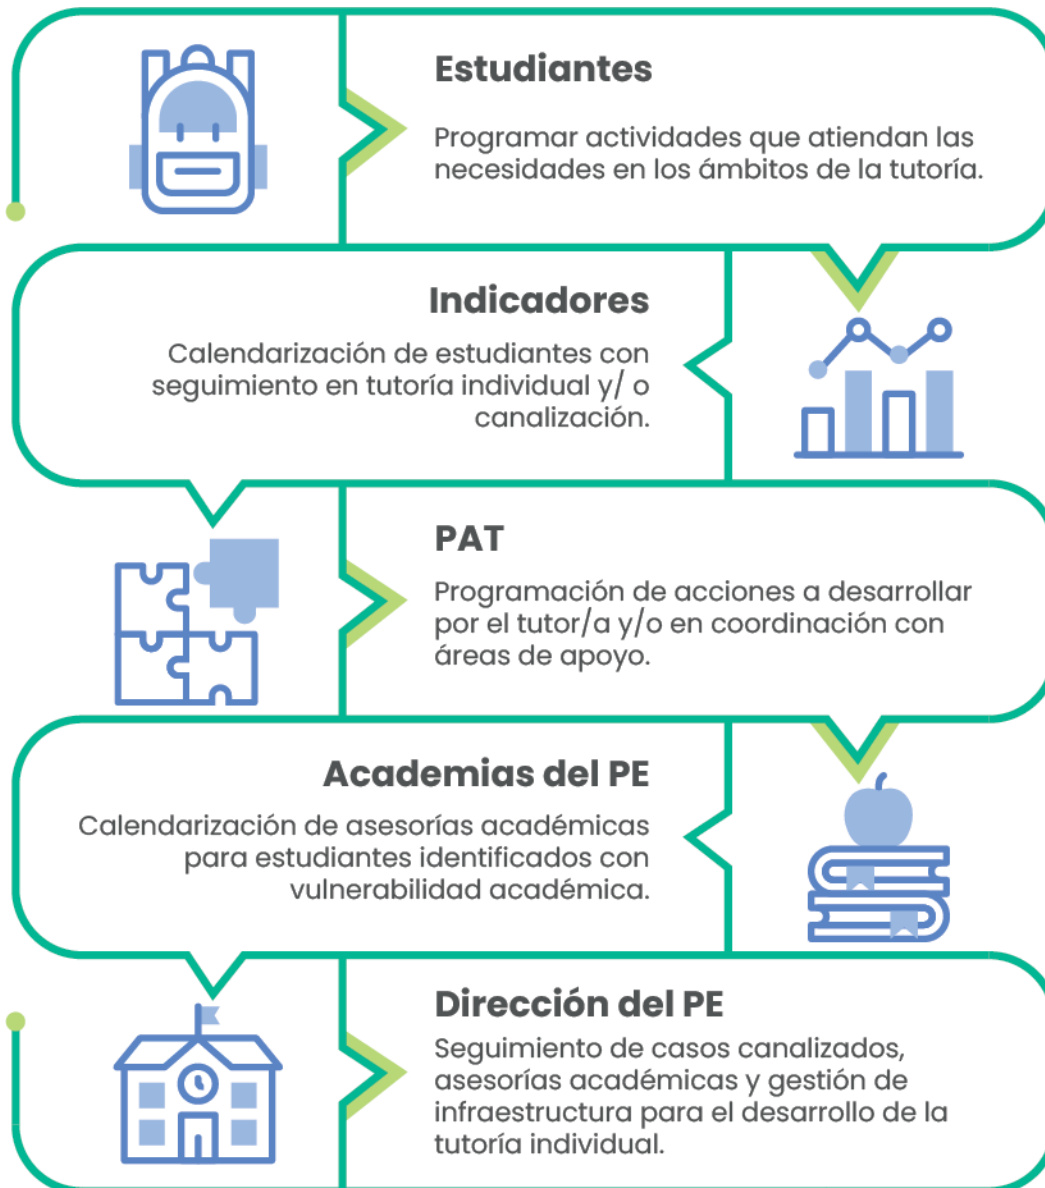 Estudiantes
Programar actividades que atiendan las
necesidades en los ámbitos de la tutoría.
Indicadores
Calendarización de estudiantes con
seguimiento en tutoría individual y/ o
canalización.
PAT
Programación de acciones a desarrollar
por el tutor/a y/o en coordinación con
áreas de apoyo.
Academias del PE
Calendarización de asesorías académicas
para estudiantes identificados con
vulnerabilidad académica.
Dirección del PE
Seguimiento de casos canalizados,
asesorías académicas y gestión de
infraestructura para el desarrollo de la
tutoría individual.